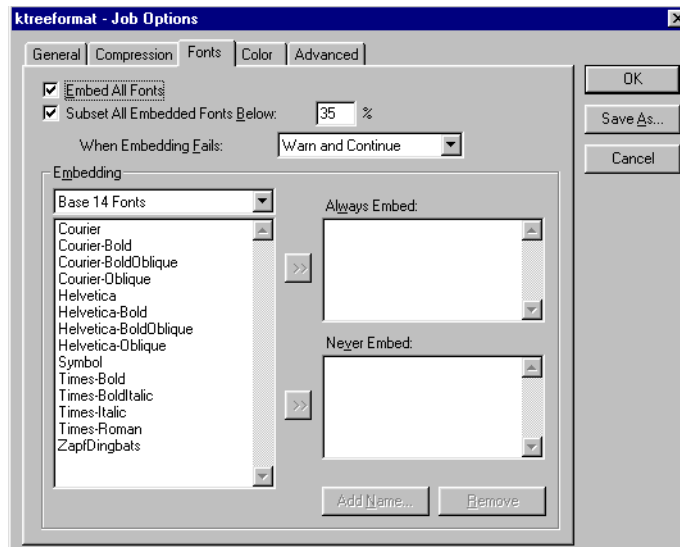 ktreeformat - Job Options
General Compression Fonts Color Advanced
Embed All Fonts
Subset All Embedded Fonts Below: 35 %
When Embedding Fails: Warn and Continue
OK
Save As...
Cancel
Embedding
Base 14 Fonts
Courier
Courier-Bold
Courier-BoldOblique
Courier-Oblique
Helvetica
Helvetica-Bold
Helvetica-BoldOblique
Helvetica-Oblique
Symbol
Times-Bold
Times-BoldItalic
Times-Italic
Times-Roman
ZapfDingbats
>>
>>
Always Embed:
Never Embed:
Add Name... Remove